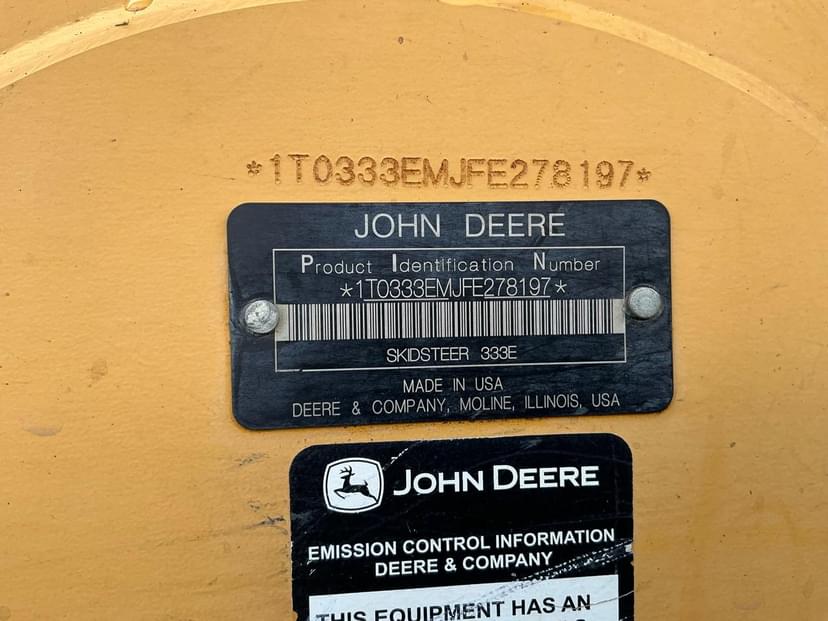 *1T0333EMJFE278197*
JOHN DEERE
Product Identification Number
*1T0333EMJFE278197*
SKIDSTEER 333E
MADE IN USA
DEERE & COMPANY, MOLINE, ILLINOIS, USA
JOHN DEERE
EMISSION CONTROL INFORMATION
DEERE & COMPANY
THIS EQUIPMENT HAS AN